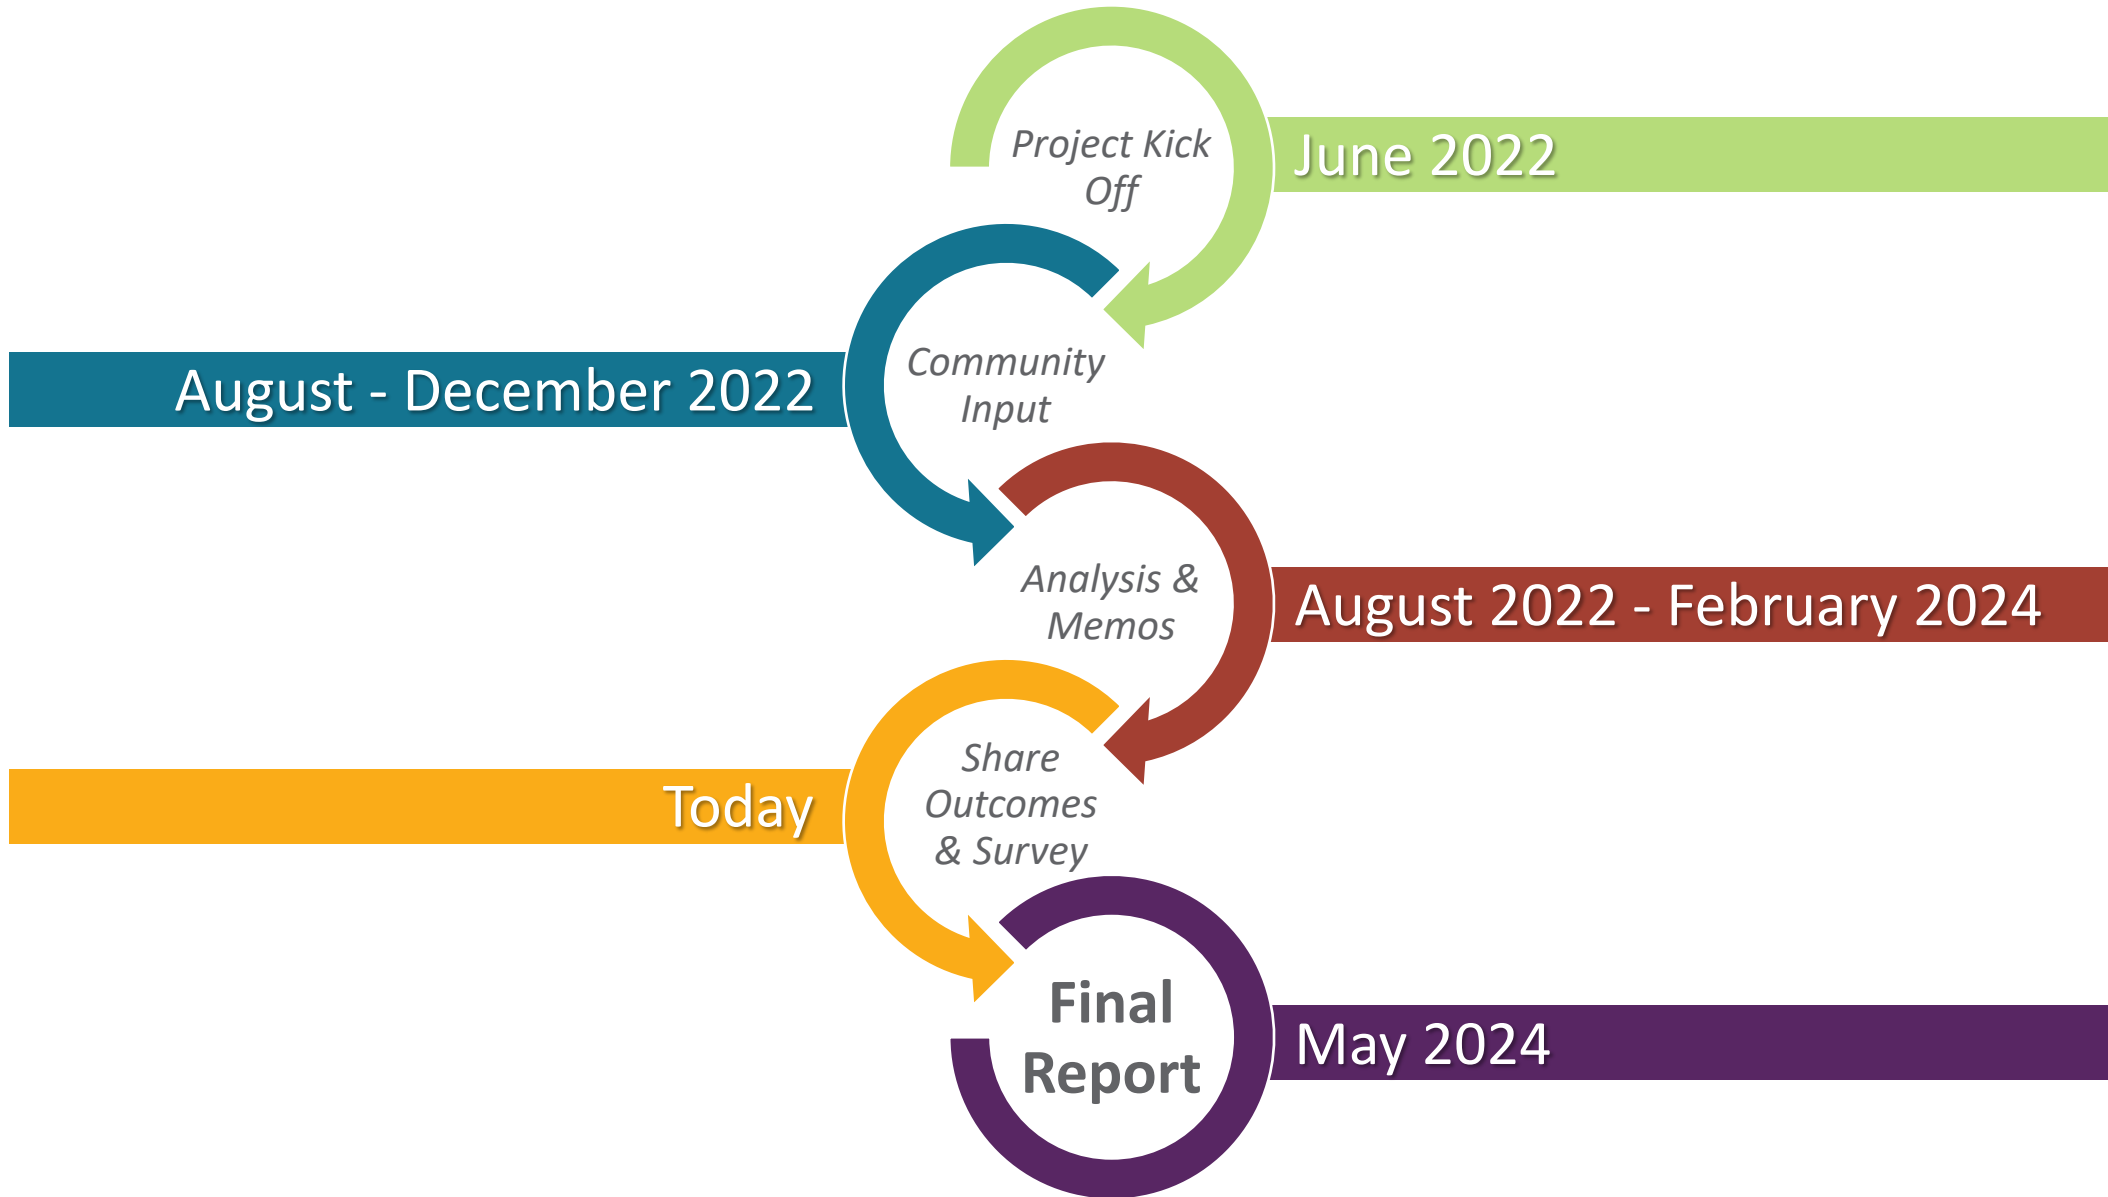 Project Kick
Off
June 2022
August - December 2022
Community
Input
Analysis &
Memos
August 2022 - February 2024
Today
Share
Outcomes
& Survey
Final
Report
May 2024